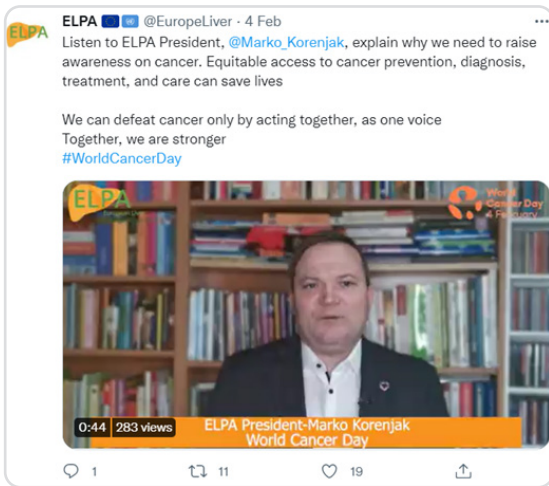 ELPA
ELPA @EuropeLiver · 4 Feb
Listen to ELPA President, @Marko_Korenjak, explain why we need to raise
awareness on cancer. Equitable access to cancer prevention, diagnosis,
treatment, and care can save lives
We can defeat cancer only by acting together, as one voice
Together, we are stronger
#WorldCancerDay
ELPA
World
Cancer Day
4 February
0:44 283 views
ELPA President-Marko Korenjak
World Cancer Day
1 11 19